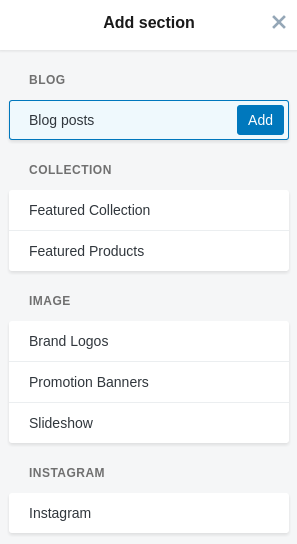 Add section
BLOG
Blog posts Add
COLLECTION
Featured Collection
Featured Products
IMAGE
Brand Logos
Promotion Banners
Slideshow
INSTAGRAM
Instagram